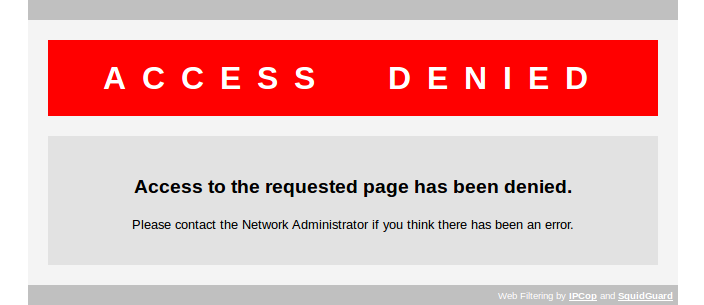 ACCESS DENIED
Access to the requested page has been denied.
Please contact the Network Administrator if you think there has been an error.
Web Filtering by IPCop and SquidGuard